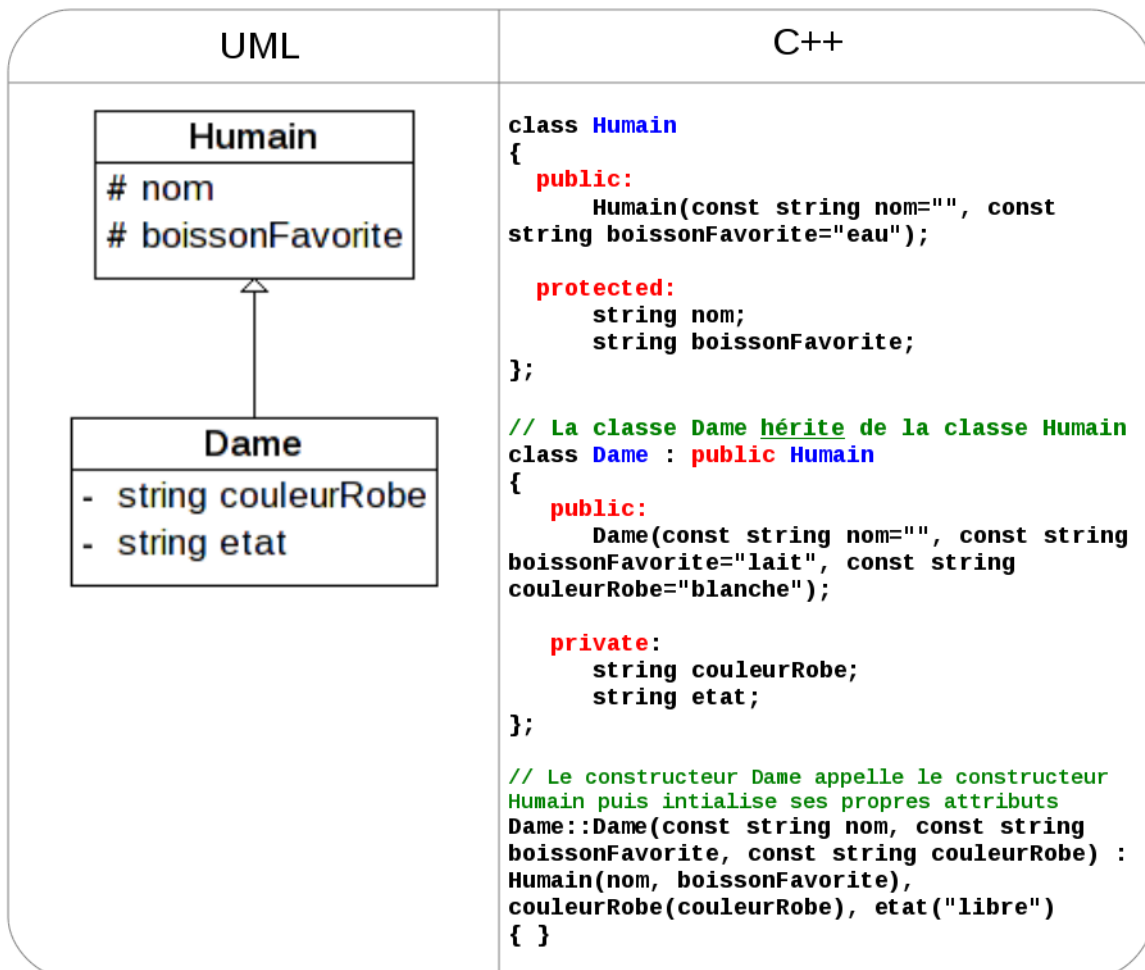 UML
C++
Humain
# nom
# boissonFavorite
Dame
- string couleurRobe
- string etat
class Humain
{
public:
Humain(const string nom="", const
string boissonFavorite="eau");
protected:
string nom;
string boissonFavorite;
};
// La classe Dame hérite de la classe Humain
class Dame : public Humain
{
public:
Dame(const string nom="", const string
boissonFavorite="lait", const string
couleurRobe="blanche");
private:
string couleurRobe;
string etat;
};
// Le constructeur Dame appelle le constructeur
Humain puis intialise ses propres attributs
Dame::Dame(const string nom, const string
boissonFavorite, const string couleurRobe) :
Humain(nom, boissonFavorite),
couleurRobe(couleurRobe), etat("libre")
{ }